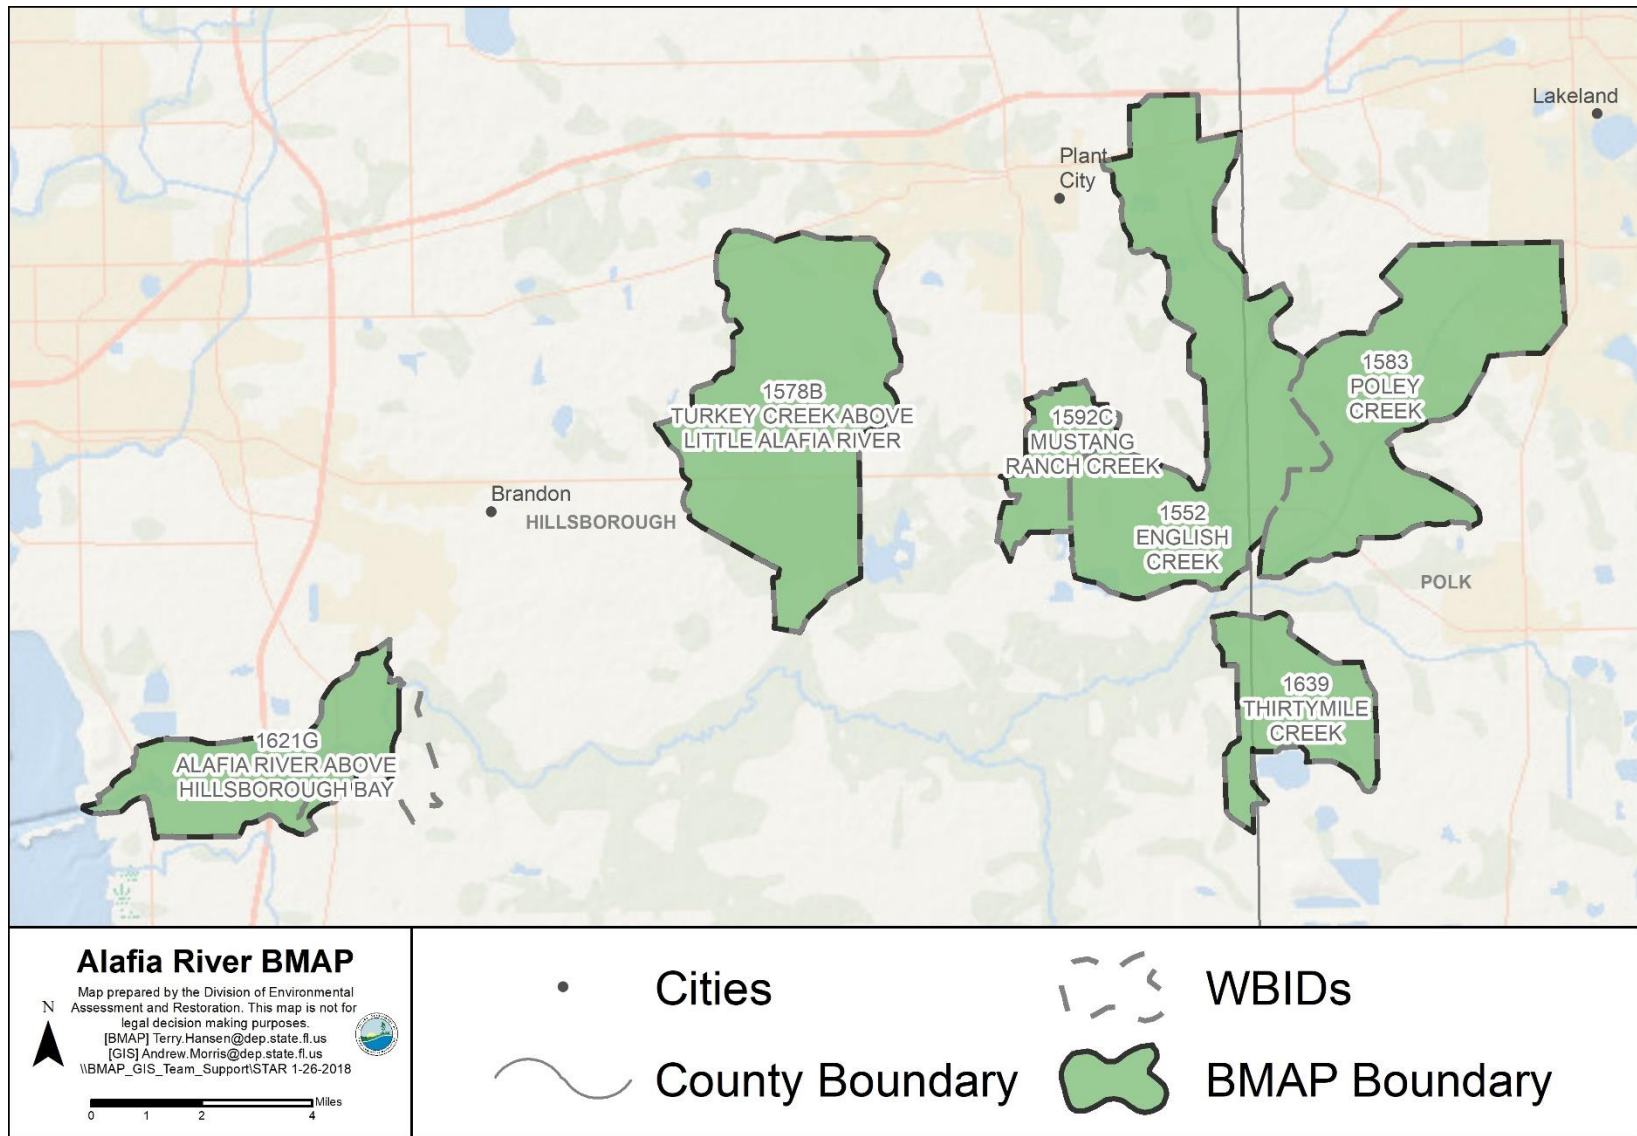 Lakeland
Plant
City
1583
POLEY
CREEK
1578B
TURKEY CREEK ABOVE
LITTLE ALAFIA RIVER
1592C
MUSTANG
RANCH CREEK
Brandon
HILLSBOROUGH
1552
ENGLISH
CREEK
POLK
1639
THIRTYMILE
CREEK
1621G
ALAFIA RIVER ABOVE
HILLSBOROUGH BAY
Alafia River BMAP
Map prepared by the Division of Environmental
Assessment and Restoration. This map is not for
legal decision making purposes.
[BMAP] Terry.Hansen@dep.state.fl.us
[GIS] Andrew.Morris@dep.state.fl.us
\\BMAP_GIS_Team_Support\STAR 1-26-2018
N
Miles
0 1 2 4
Cities
WBIDs
County Boundary
BMAP Boundary